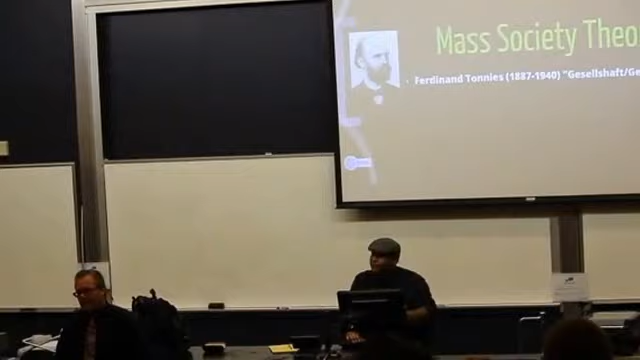 Mass Society Theo
Ferdinand Tonnies (1887-1940) "Gesellshaft/Ge